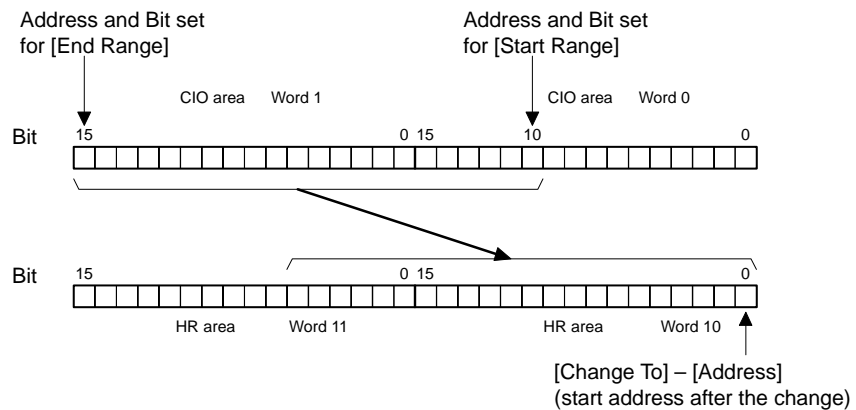 Address and Bit set
for [End Range]
Address and Bit set
for [Start Range]
CIO area Word 1
CIO area Word 0
Bit
15 0 15 10 0
Bit
15 0 15 0
HR area Word 11
HR area Word 10
[Change To] – [Address]
(start address after the change)